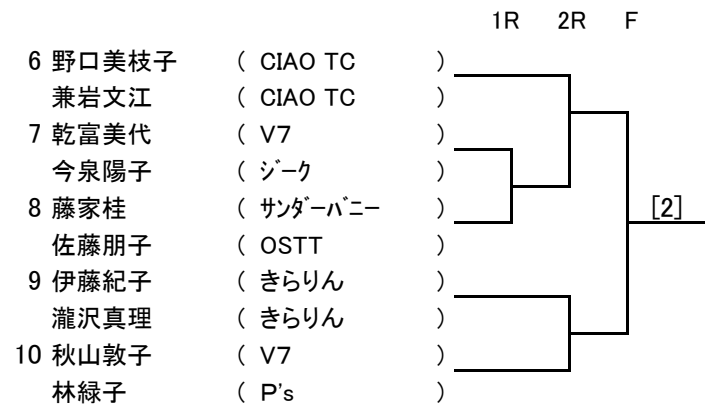 1R 2R F
6 野口美枝子 ( CIAO TC )
兼岩文江 ( CIAO TC )
7 乾富美代 ( V7 )
今泉陽子 ( ジーク )
8 藤家桂 ( サンダーバニー )
[2]
佐藤朋子 ( OSTT )
9 伊藤紀子 ( きらりん )
瀧沢真理 ( きらりん )
10 秋山敦子 ( V7 )
林緑子 ( P's )